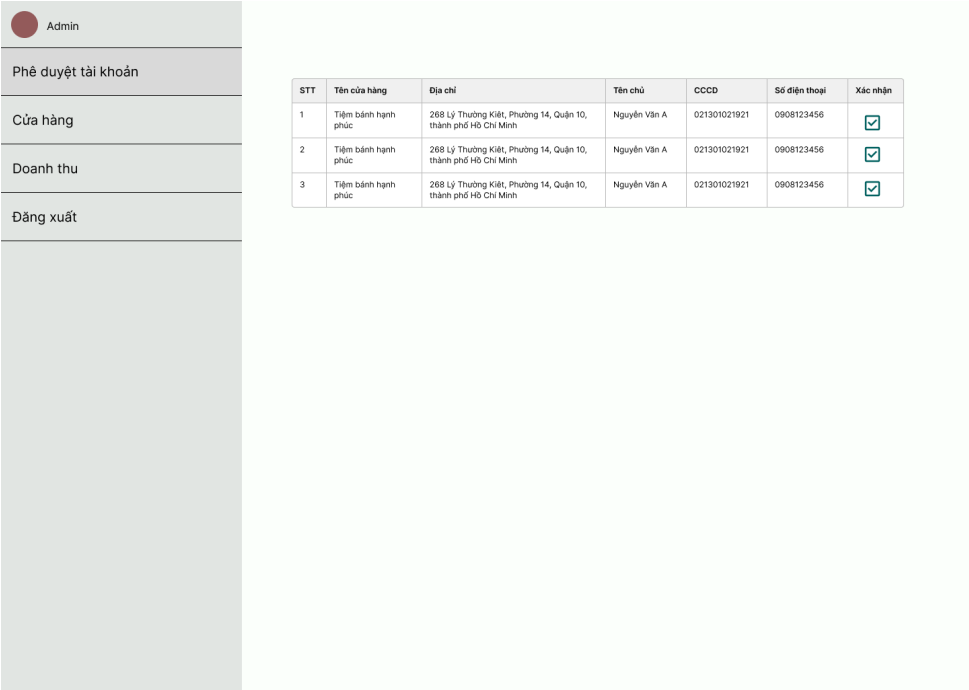 Admin
Phê duyệt tài khoản
Cửa hàng
Doanh thu
Đăng xuất
STT Tên cửa hàng Địa chỉ Tên chủ CCCD Số điện thoại Xác nhận
1 Tiệm bánh hạnh phúc 268 Lý Thường Kiêt, Phường 14, Quận 10, thành phố Hồ Chí Minh Nguyễn Văn A 021301021921 0908123456
2 Tiệm bánh hạnh phúc 268 Lý Thường Kiêt, Phường 14, Quận 10, thành phố Hồ Chí Minh Nguyễn Văn A 021301021921 0908123456
3 Tiệm bánh hạnh phúc 268 Lý Thường Kiêt, Phường 14, Quận 10, thành phố Hồ Chí Minh Nguyễn Văn A 021301021921 0908123456